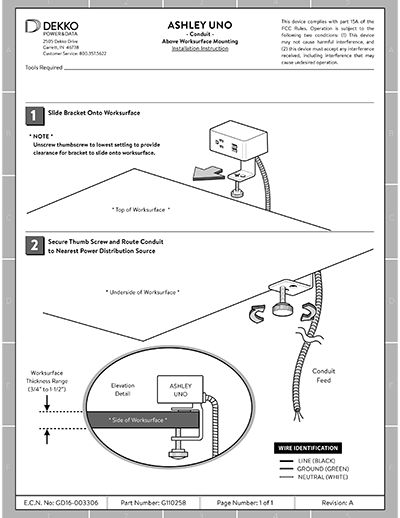 DEKKO
POWER&DATA
2505 Dekko Drive
Garrett, IN 46738
Customer Service: 800.357.5622
ASHLEY UNO
- Conduit -
Above Worksurface Mounting
Installation Instruction
This device complies with part 15A of the
FCC Rules. Operation is subject to the
following two conditions: (1) This device
may not cause harmful interference, and
(2) this device must accept any interference
received, including interference that may
cause undesired operation.
Tools Required
1 Slide Bracket Onto Worksurface
* NOTE *
Unscrew thumbscrew to lowest setting to provide
clearance for bracket to slide onto worksurface.
* Top of Worksurface *
2 Secure Thumb Screw and Route Conduit
to Nearest Power Distribution Source
* Underside of Worksurface *
Worksurface
Thickness Range
(3/4" to 1-1/2")
Elevation
Detail
ASHLEY
UNO
* Side of Worksurface *
Conduit
Feed
WIRE IDENTIFICATION
LINE (BLACK)
GROUND (GREEN)
NEUTRAL (WHITE)
E.C.N. No: GD16-003306
Part Number: G11025B
Page Number: 1 of 1
Revision: A